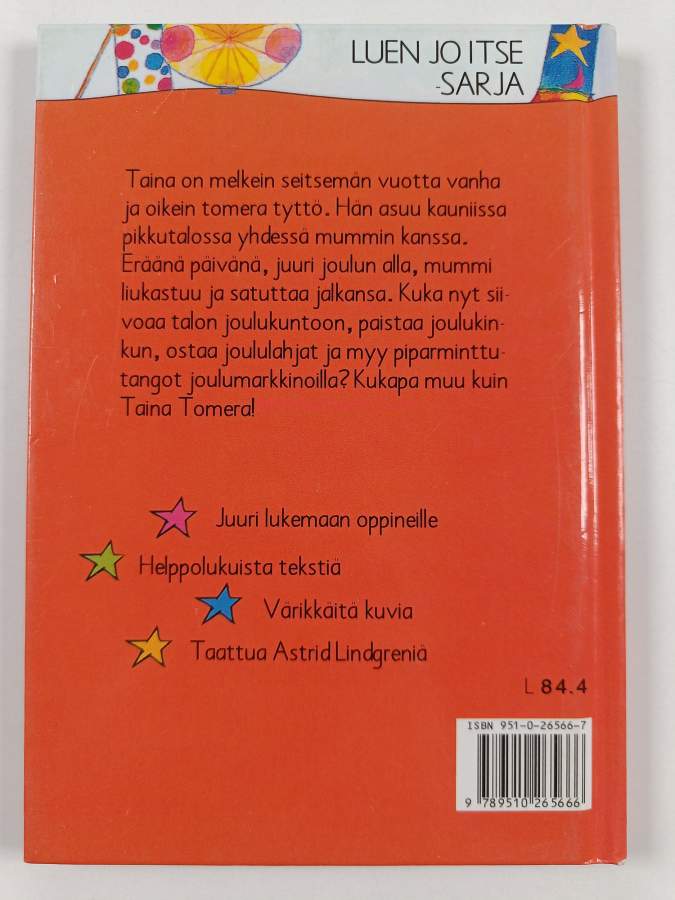 LUEN JO ITSE
-SARJA
Taina on melkein seitsemän vuotta vanha
ja oikein tomera tyttö. Hän asuu kauniissa
pikkutalossa yhdessä mummin kanssa.
Eräänä päivänä, juuri joulun alla, mummi
liukastuu ja satuttaa jalkansa. Kuka nyt sii-
voaa talon joulukuntoon, paistaa joulukin-
kun, ostaa joululahjat ja myy piparminttu-
tangot joulumarkkinoilla? Kukapa muu kuin
Taina Tomera!
Juuri lukemaan oppineille
Helppolukuista tekstiä
Värikkäitä kuvia
Taattua Astrid Lindgreniä
L 84.4
ISBN 951-0-26566-7
9 789510 265666